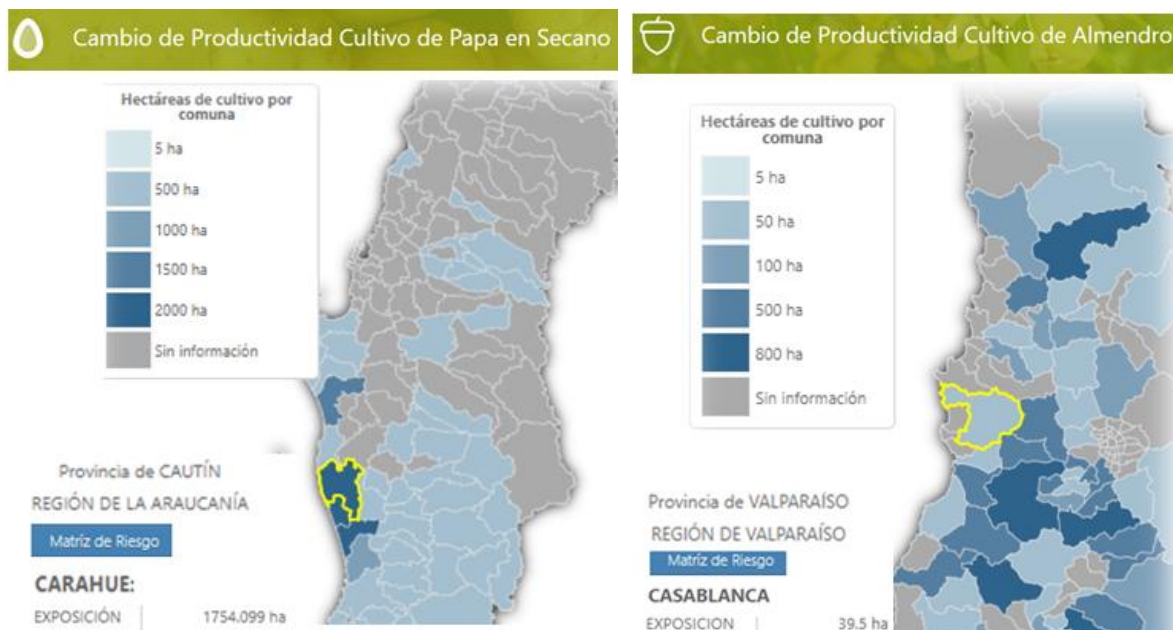 Cambio de Productividad Cultivo de Papa en Secano
Hectáreas de cultivo por
comuna
5 ha
500 ha
1000 ha
1500 ha
2000 ha
Sin información
Provincia de CAUTÍN
REGIÓN DE LA ARAUCANÍA
Matríz de Riesgo
CARAHUE:
EXPOSICIÓN 1754.099 ha
Cambio de Productividad Cultivo de Almendro
Hectáreas de cultivo por
comuna
5 ha
50 ha
100 ha
500 ha
800 ha
Sin información
Provincia de VALPARAÍSO
REGIÓN DE VALPARAÍSO
Matríz de Riesgo
CASABLANCA
EXPOSICION 39.5 ha